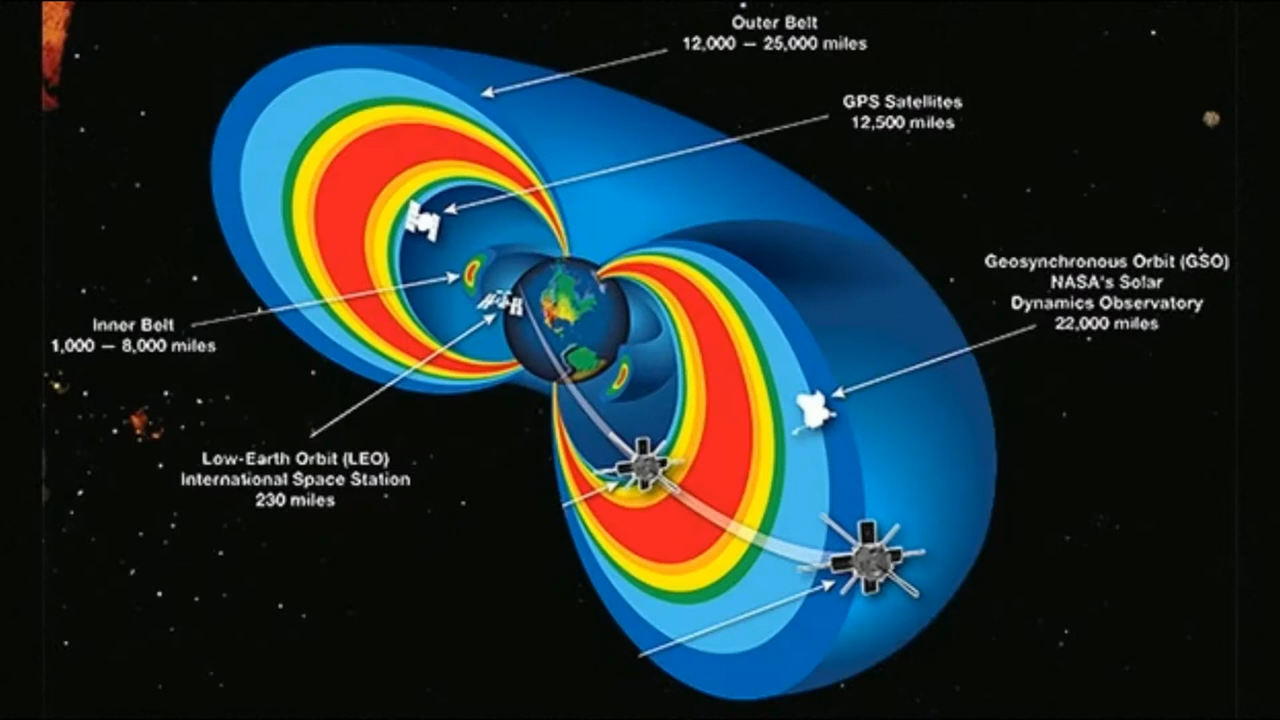 Outer Belt
12,000 — 25,000 miles
GPS Satellites
12,500 miles
Geosynchronous Orbit (GSO)
NASA's Solar
Dynamics Observatory
22,000 miles
Inner Belt
1,000 — 8,000 miles
Low-Earth Orbit (LEO)
International Space Station
230 miles